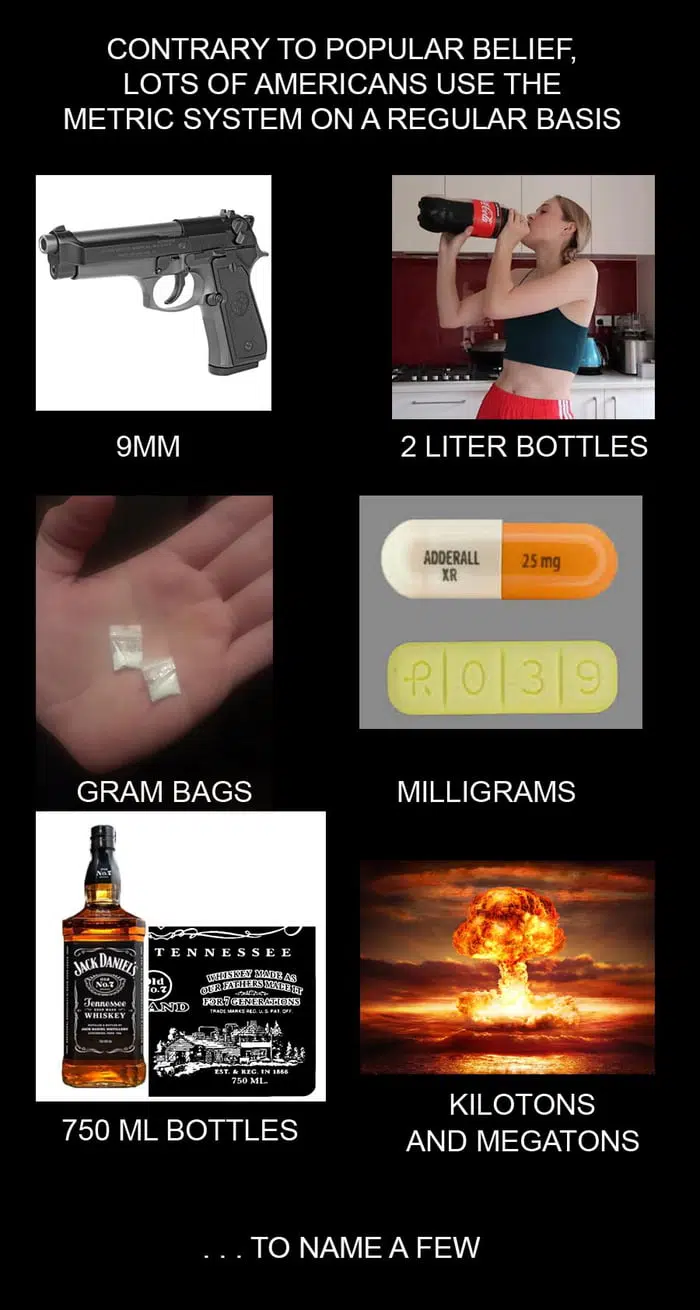 CONTRARY TO POPULAR BELIEF,
LOTS OF AMERICANS USE THE
METRIC SYSTEM ON A REGULAR BASIS
9MM
2 LITER BOTTLES
GRAM BAGS
ADDERALL
XR
25 mg
R 0 3 9
MILLIGRAMS
JACK DANIEL'S
OLD
No.7
Tennessee
WHISKEY
TENNESSEE
WHISKEY MADE AS
OUR FATHERS MADE IT
FOR 7 GENERATIONS
TRADE MARKS REG. U.S. PAT. OFF.
EST. & REG. IN 1866
750 ML.
750 ML BOTTLES
KILOTONS
AND MEGATONS
. . . TO NAME A FEW